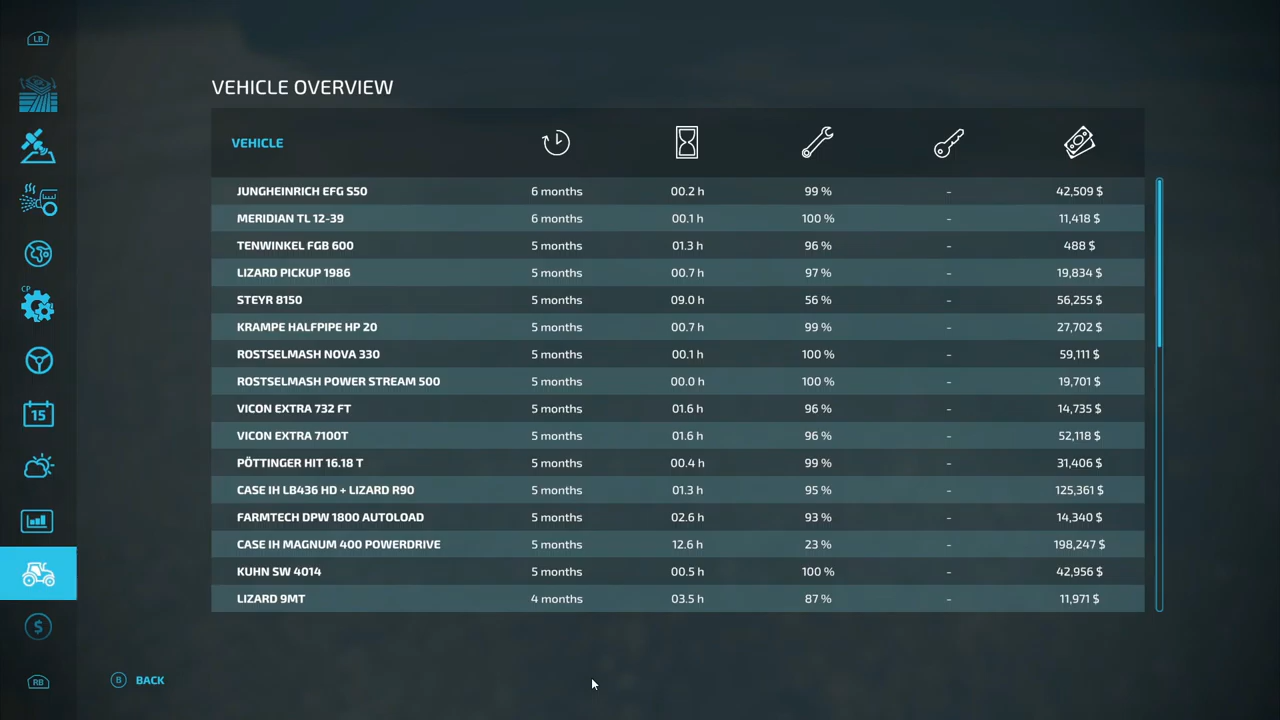 LB
VEHICLE OVERVIEW
VEHICLE
JUNGHEINRICH EFG S50 6 months 00.2 h 99 % - 42,509 $
MERIDIAN TL 12-39 6 months 00.1 h 100 % - 11,418 $
TENWINKEL FGB 600 5 months 01.3 h 96 % - 488 $
LIZARD PICKUP 1986 5 months 00.7 h 97 % - 19,834 $
STEYR 8150 5 months 09.0 h 56 % - 56,255 $
KRAMPE HALFPIPE HP 20 5 months 00.7 h 99 % - 27,702 $
ROSTSELMASH NOVA 330 5 months 00.1 h 100 % - 59,111 $
ROSTSELMASH POWER STREAM 500 5 months 00.0 h 100 % - 19,701 $
VICON EXTRA 732 FT 5 months 01.6 h 96 % - 14,735 $
VICON EXTRA 7100T 5 months 01.6 h 96 % - 52,118 $
PÖTTINGER HIT 16.18 T 5 months 00.4 h 99 % - 31,406 $
CASE IH LB436 HD + LIZARD R90 5 months 01.3 h 95 % - 125,361 $
FARMTECH DPW 1800 AUTOLOAD 5 months 02.6 h 93 % - 14,340 $
CASE IH MAGNUM 400 POWERDRIVE 5 months 12.6 h 23 % - 198,247 $
KUHN SW 4014 5 months 00.5 h 100 % - 42,956 $
LIZARD 9MT 4 months 03.5 h 87 % - 11,971 $
CP
15
$
RB
B BACK